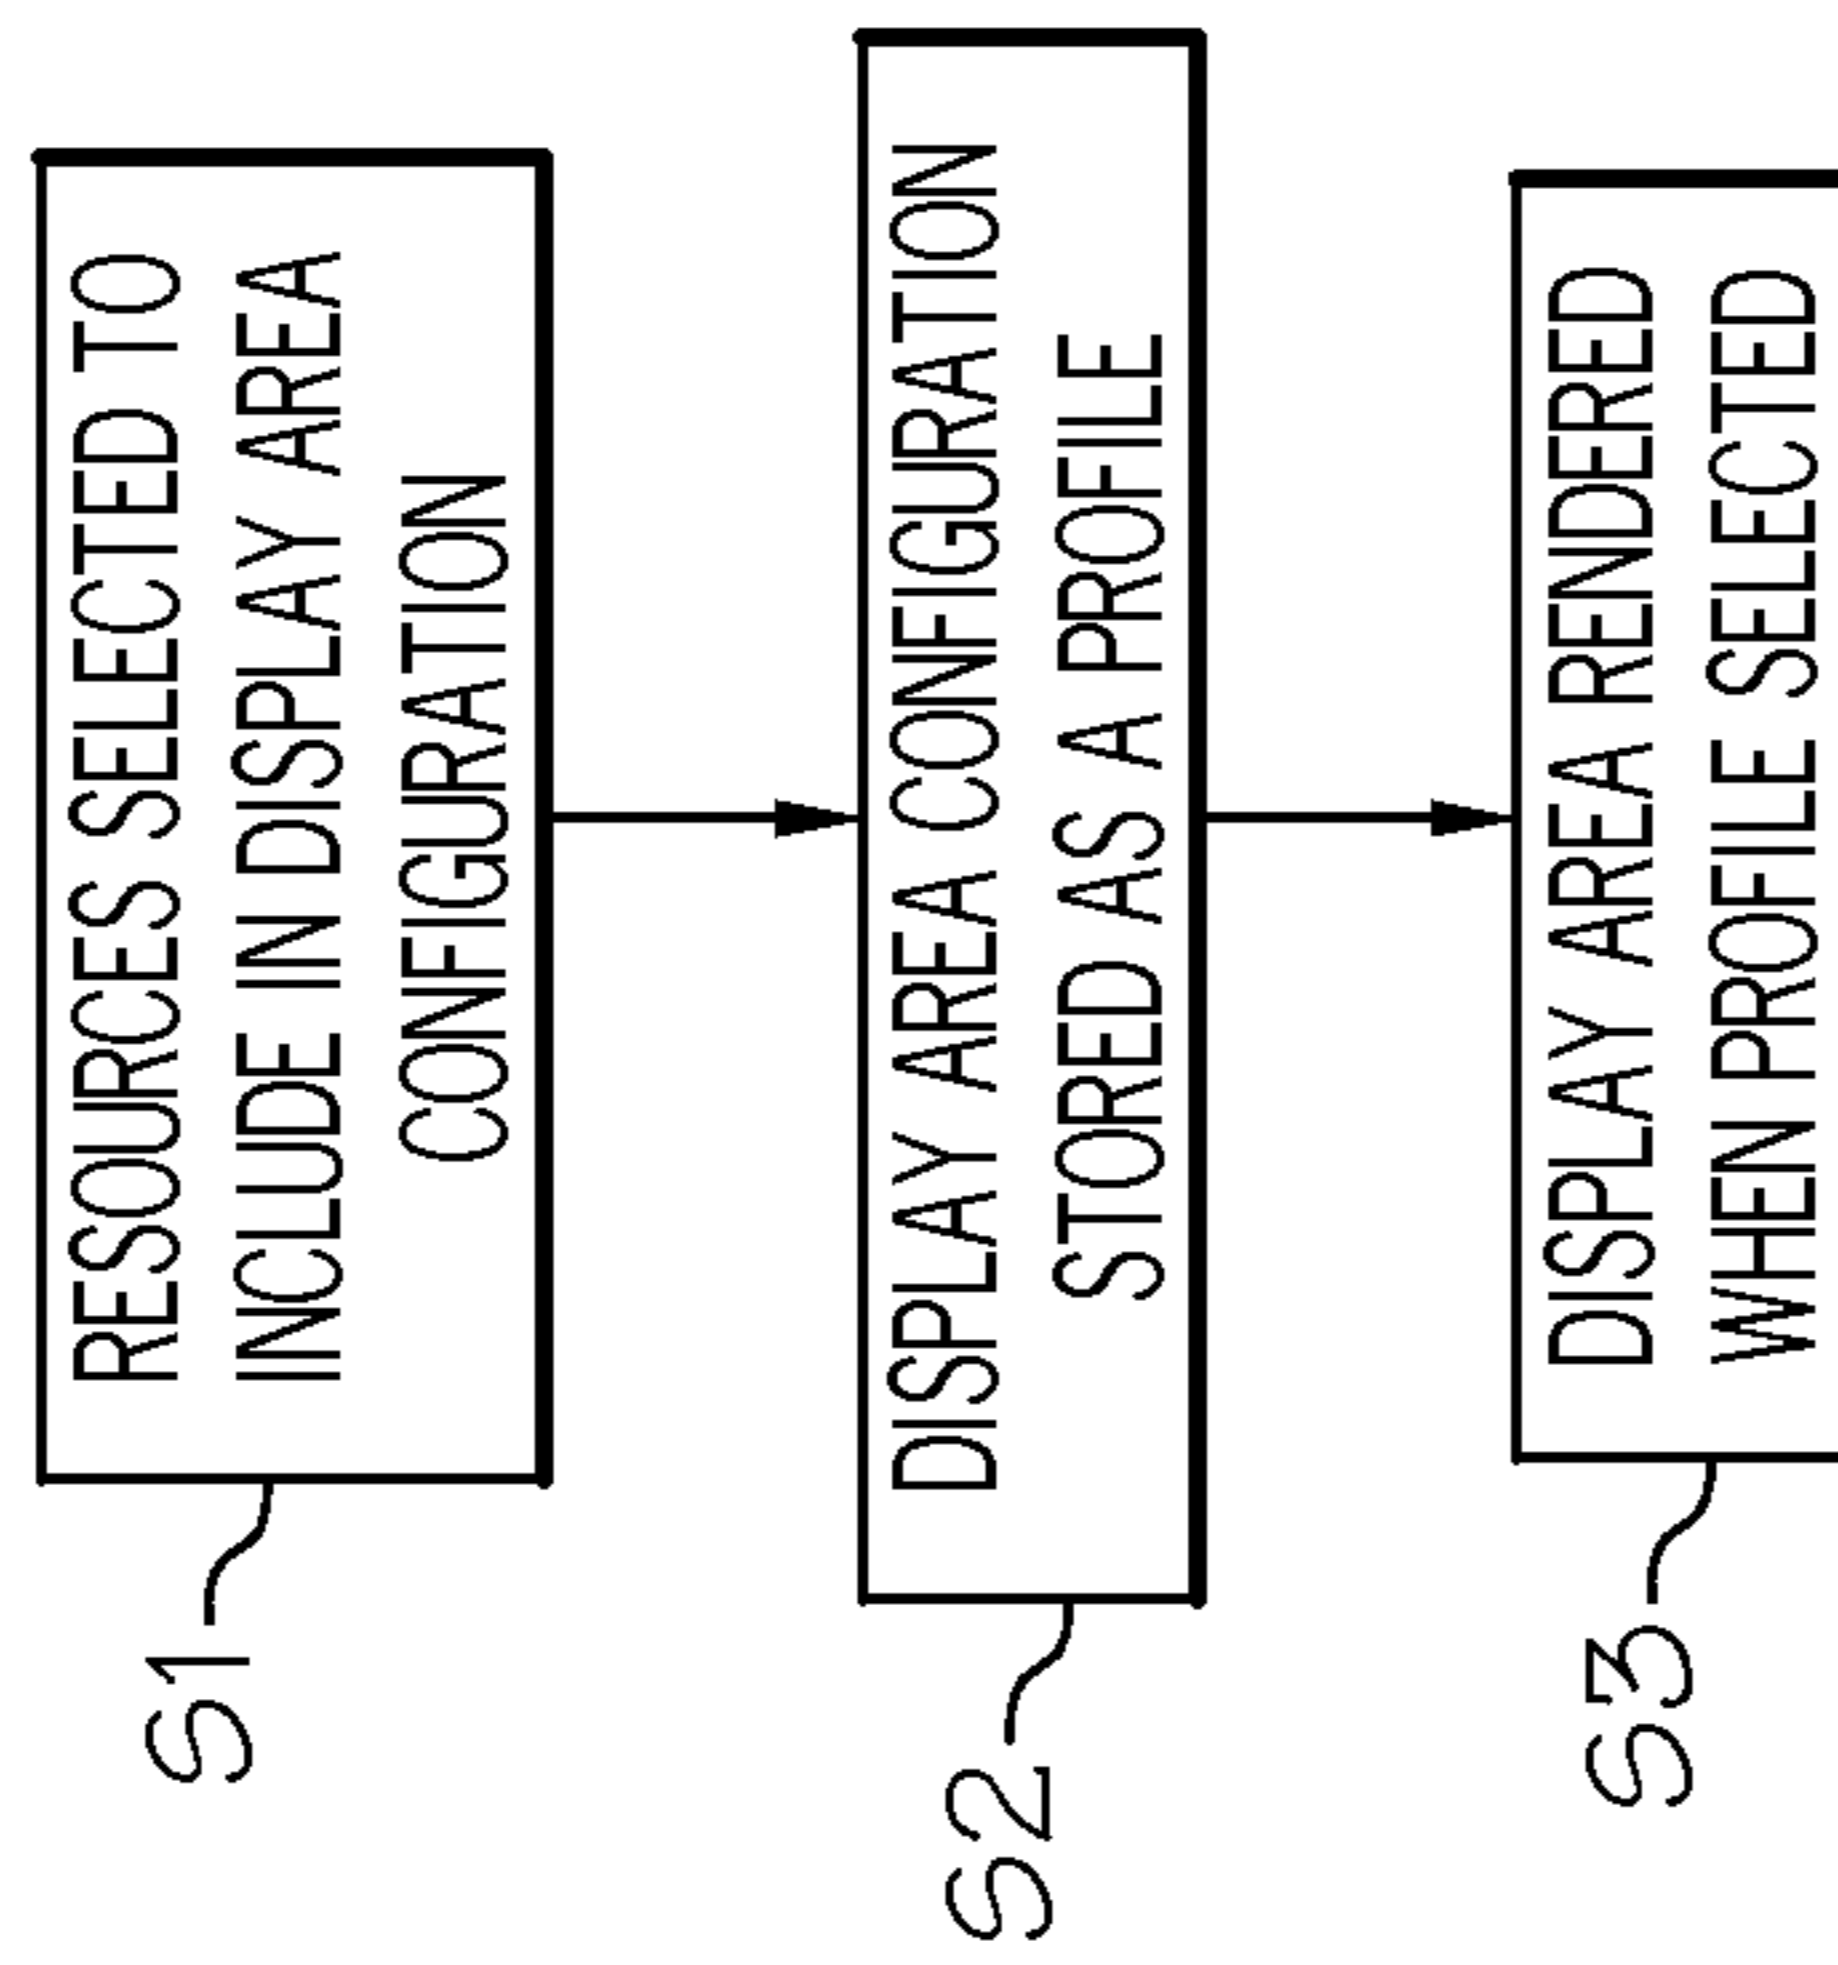 S1
RESOURCES SELECTED TO
INCLUDE IN DISPLAY AREA
CONFIGURATION
S2
DISPLAY AREA CONFIGURATION
STORED AS A PROFILE
S3
DISPLAY AREA RENDERED
WHEN PROFILE SELECTED